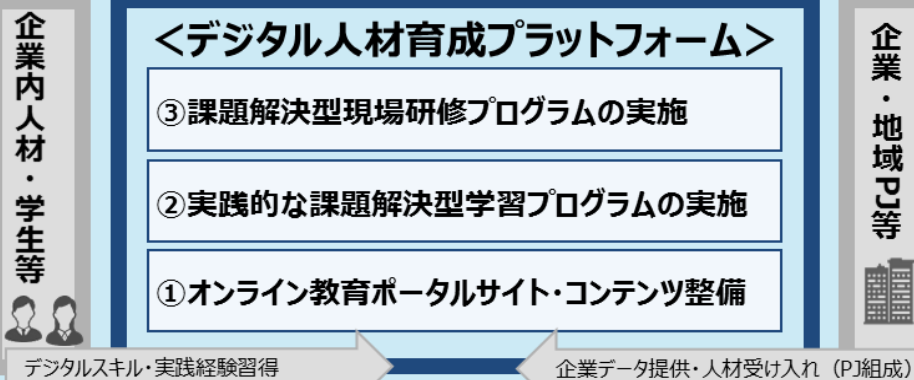 企業内人材・学生等
＜デジタル人材育成プラットフォーム＞
③課題解決型現場研修プログラムの実施
②実践的な課題解決型学習プログラムの実施
①オンライン教育ポータルサイト・コンテンツ整備
企業・地域PJ等
デジタルスキル・実践経験習得
企業データ提供・人材受け入れ（PJ組成）